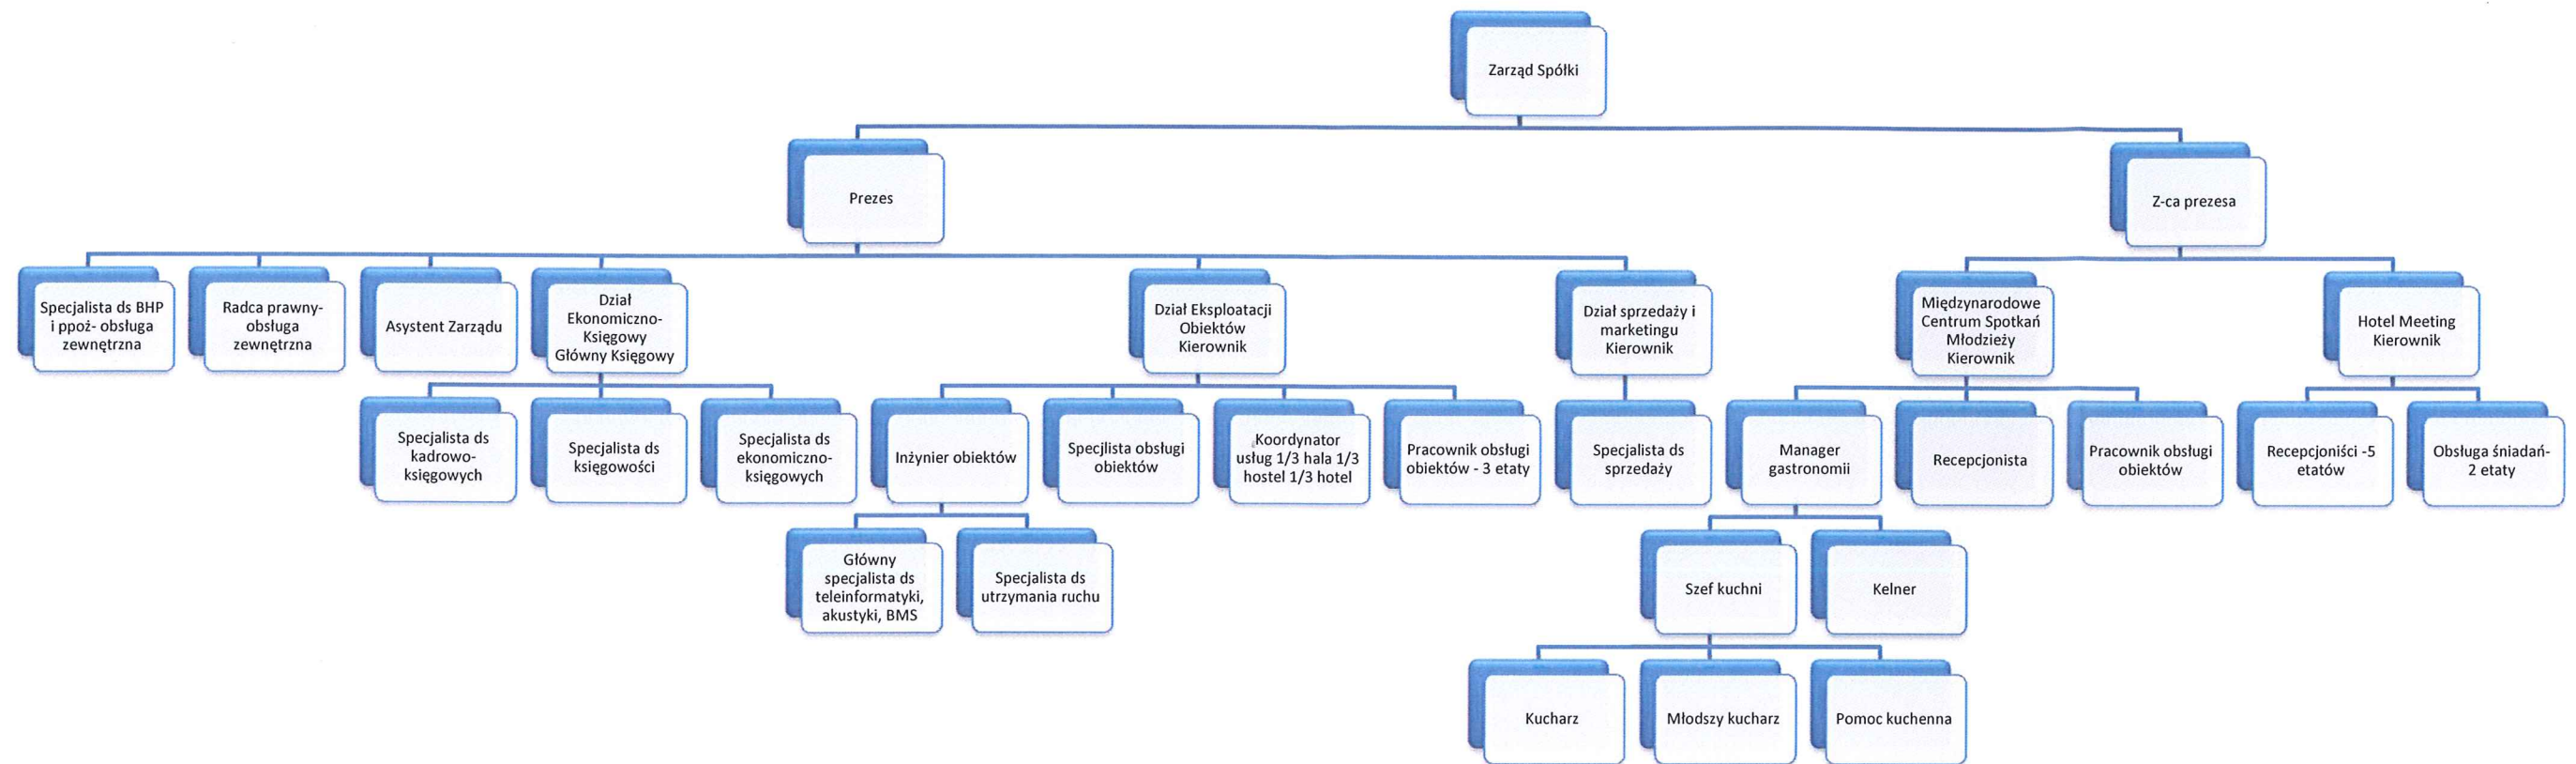 Zarząd Spółki
Prezes
Z-ca prezesa
Specjalista ds BHP
i ppoż- obsługa
zewnętrzna
Radca prawny-
obsługa
zewnętrzna
Asystent Zarządu
Dział
Ekonomiczno-
Księgowy
Główny Księgowy
Dział Eksploatacji
Obiektów
Kierownik
Dział sprzedaży i
marketingu
Kierownik
Międzynarodowe
Centrum Spotkań
Młodzieży
Kierownik
Hotel Meeting
Kierownik
Specjalista ds
kadrowo-
księgowych
Specjalista ds
księgowości
Specjalista ds
ekonomiczno-
księgowych
Inżynier obiektów
Specjlista obsługi
obiektów
Koordynator
usług 1/3 hala 1/3
hostel 1/3 hotel
Pracownik obsługi
obiektów - 3 etaty
Specjalista ds
sprzedaży
Manager
gastronomii
Recepcjonista
Pracownik obsługi
obiektów
Recepcjoniści -5
etatów
Obsługa śniadań-
2 etaty
Główny
specjalista ds
teleinformatyki,
akustyki, BMS
Specjalista ds
utrzymania ruchu
Szef kuchni
Kelner
Kucharz
Młodszy kucharz
Pomoc kuchenna